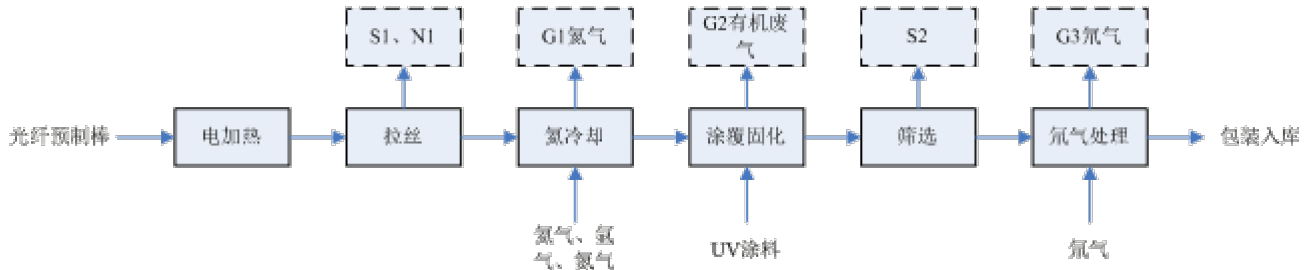 S1、N1
G1氦气
G2有机废
气
S2
G3氘气
光纤预制棒
电加热
拉丝
氦冷却
涂覆固化
筛选
氘气处理
包装入库
氦气、氩
气、氮气
UV涂料
氘气